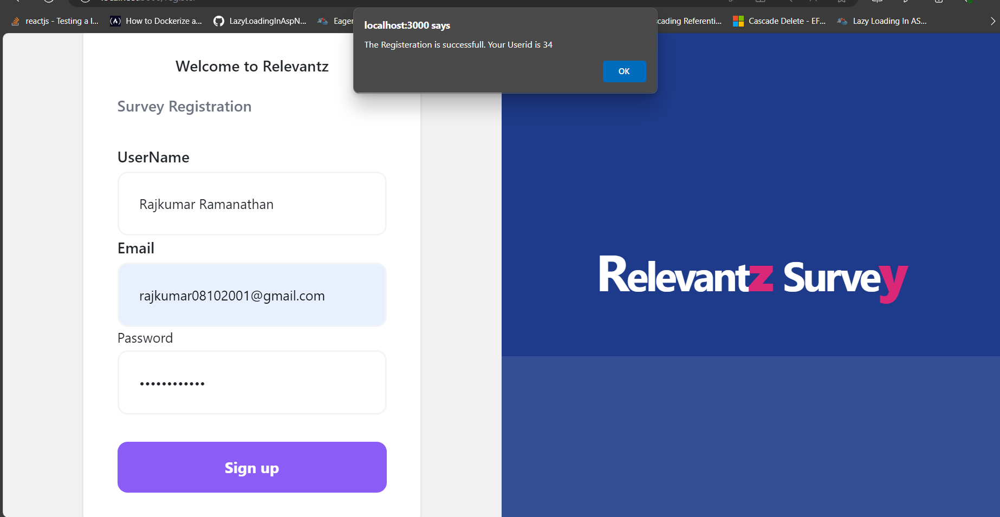 reactjs - Testing a l...
How to Dockerize a...
LazyLoadingInAspN...
Eager
cading Referenti...
Cascade Delete - EF...
Lazy Loading In AS...
localhost:3000 says
The Registeration is successfull. Your Userid is 34
OK
Welcome to Relevantz
Survey Registration
UserName
Rajkumar Ramanathan
Email
rajkumar08102001@gmail.com
Password
Sign up
Relevantz Survey